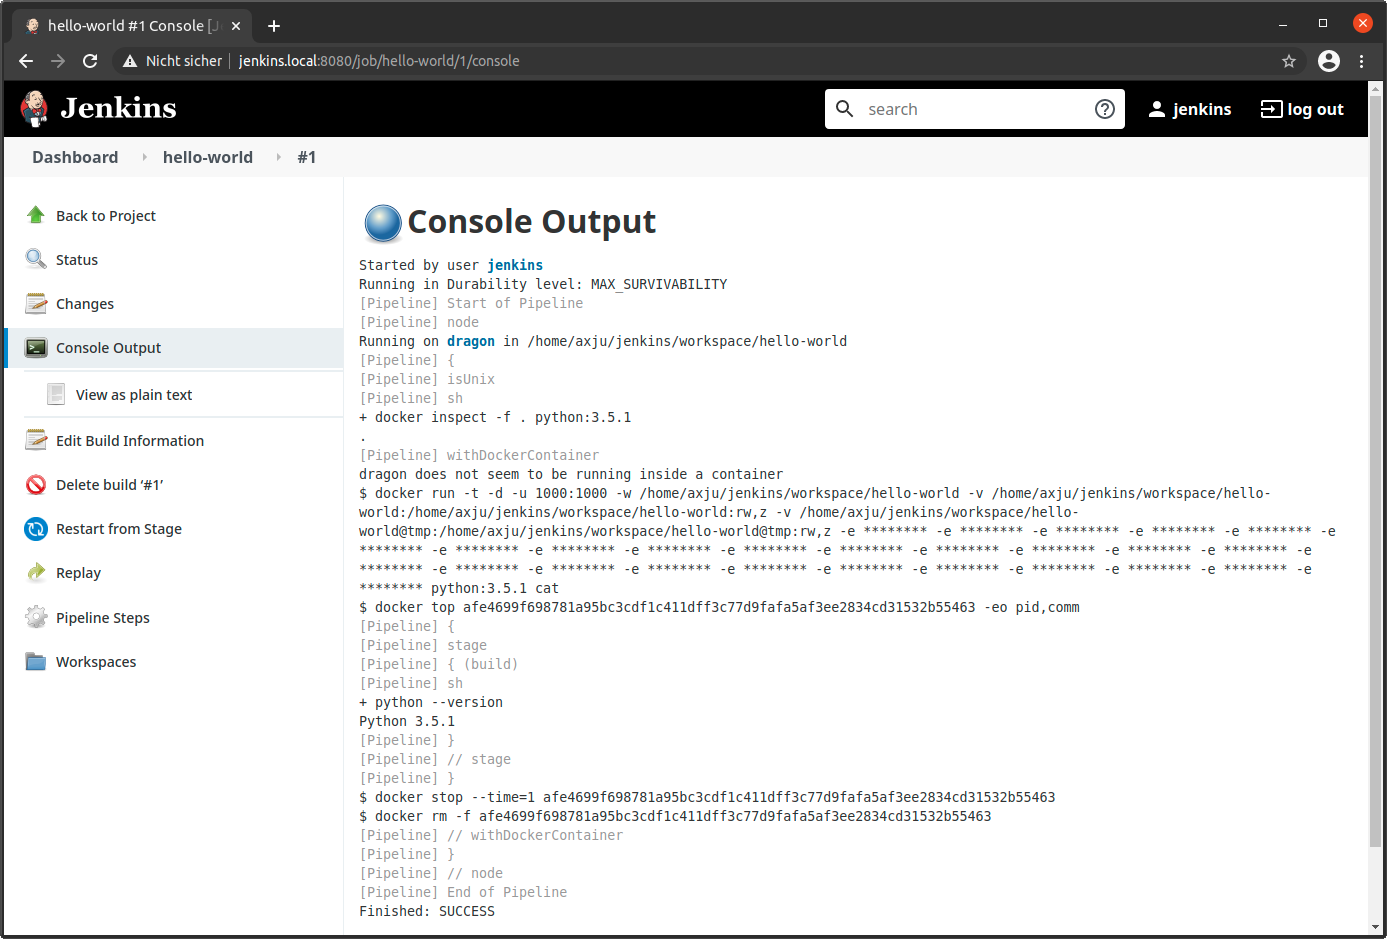 hello-world #1 Console [J
Nicht sicher | jenkins.local:8080/job/hello-world/1/console
Jenkins
search
jenkins
log out
Dashboard
hello-world
#1
Back to Project
Status
Changes
Console Output
View as plain text
Edit Build Information
Delete build ‘#1’
Restart from Stage
Replay
Pipeline Steps
Workspaces
Console Output
Started by user jenkins
Running in Durability level: MAX_SURVIVABILITY
[Pipeline] Start of Pipeline
[Pipeline] node
Running on dragon in /home/axju/jenkins/workspace/hello-world
[Pipeline] {
[Pipeline] isUnix
[Pipeline] sh
+ docker inspect -f . python:3.5.1
.
[Pipeline] withDockerContainer
dragon does not seem to be running inside a container
$ docker run -t -d -u 1000:1000 -w /home/axju/jenkins/workspace/hello-world -v /home/axju/jenkins/workspace/hello-
world:/home/axju/jenkins/workspace/hello-world:rw,z -v /home/axju/jenkins/workspace/hello-
world@tmp:/home/axju/jenkins/workspace/hello-world@tmp:rw,z -e ******** -e ******** -e ******** -e ******** -e ******** -e
******** -e ******** -e ******** -e ******** -e ******** -e ******** -e ******** -e ******** -e ******** -e ******** -e
******** -e ******** -e ******** -e ******** -e ******** -e ******** -e ******** -e ******** -e ******** -e ******** -e
******** python:3.5.1 cat
$ docker top afe4699f698781a95bc3cdf1c411dff3c77d9fafa5af3ee2834cd31532b55463 -eo pid,comm
[Pipeline] {
[Pipeline] stage
[Pipeline] { (build)
[Pipeline] sh
+ python --version
Python 3.5.1
[Pipeline] }
[Pipeline] // stage
[Pipeline] }
$ docker stop --time=1 afe4699f698781a95bc3cdf1c411dff3c77d9fafa5af3ee2834cd31532b55463
$ docker rm -f afe4699f698781a95bc3cdf1c411dff3c77d9fafa5af3ee2834cd31532b55463
[Pipeline] // withDockerContainer
[Pipeline] }
[Pipeline] // node
[Pipeline] End of Pipeline
Finished: SUCCESS